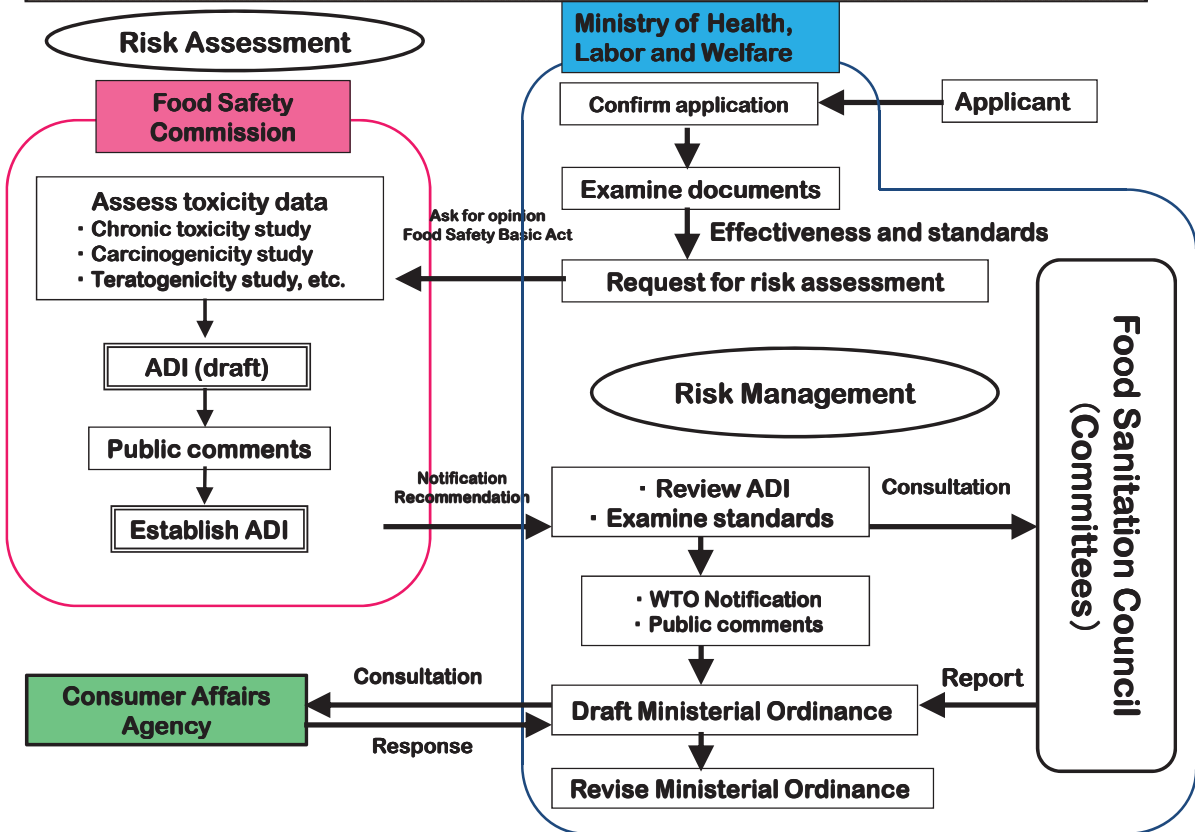 Risk Assessment
Ministry of Health,
Labor and Welfare
Food Safety
Commission
Confirm application
Applicant
Examine documents
Assess toxicity data
・Chronic toxicity study
・Carcinogenicity study
・Teratogenicity study, etc.
Ask for opinion
Food Safety Basic Act
Effectiveness and standards
Request for risk assessment
ADI (draft)
Risk Management
Public comments
Establish ADI
Notification
Recommendation
・Review ADI
・Examine standards
Consultation
Food Sanitation Council
(Committees)
・WTO Notification
・Public comments
Consumer Affairs
Agency
Consultation
Response
Draft Ministerial Ordinance
Report
Revise Ministerial Ordinance